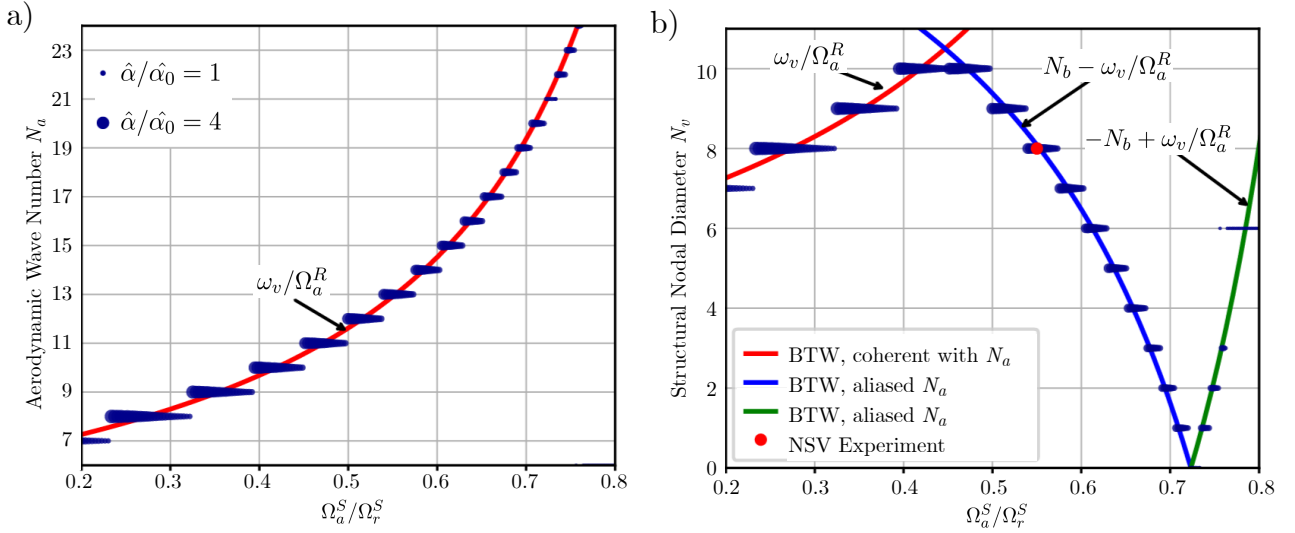 a)
Aerodynamic Wave Number N_a
23
21
19
17
15
13
11
9
7
α̂/α̂₀ = 1
α̂/α̂₀ = 4
ω_v/Ω_a^R
0.2 0.3 0.4 0.5 0.6 0.7 0.8
Ω_a^S/Ω_r^S
b)
Structural Nodal Diameter N_v
10
8
6
4
2
0
ω_v/Ω_a^R
N_b − ω_v/Ω_a^R
−N_b + ω_v/Ω_a^R
BTW, coherent with N_a
BTW, aliased N_a
BTW, aliased N_a
NSV Experiment
0.2 0.3 0.4 0.5 0.6 0.7 0.8
Ω_a^S/Ω_r^S